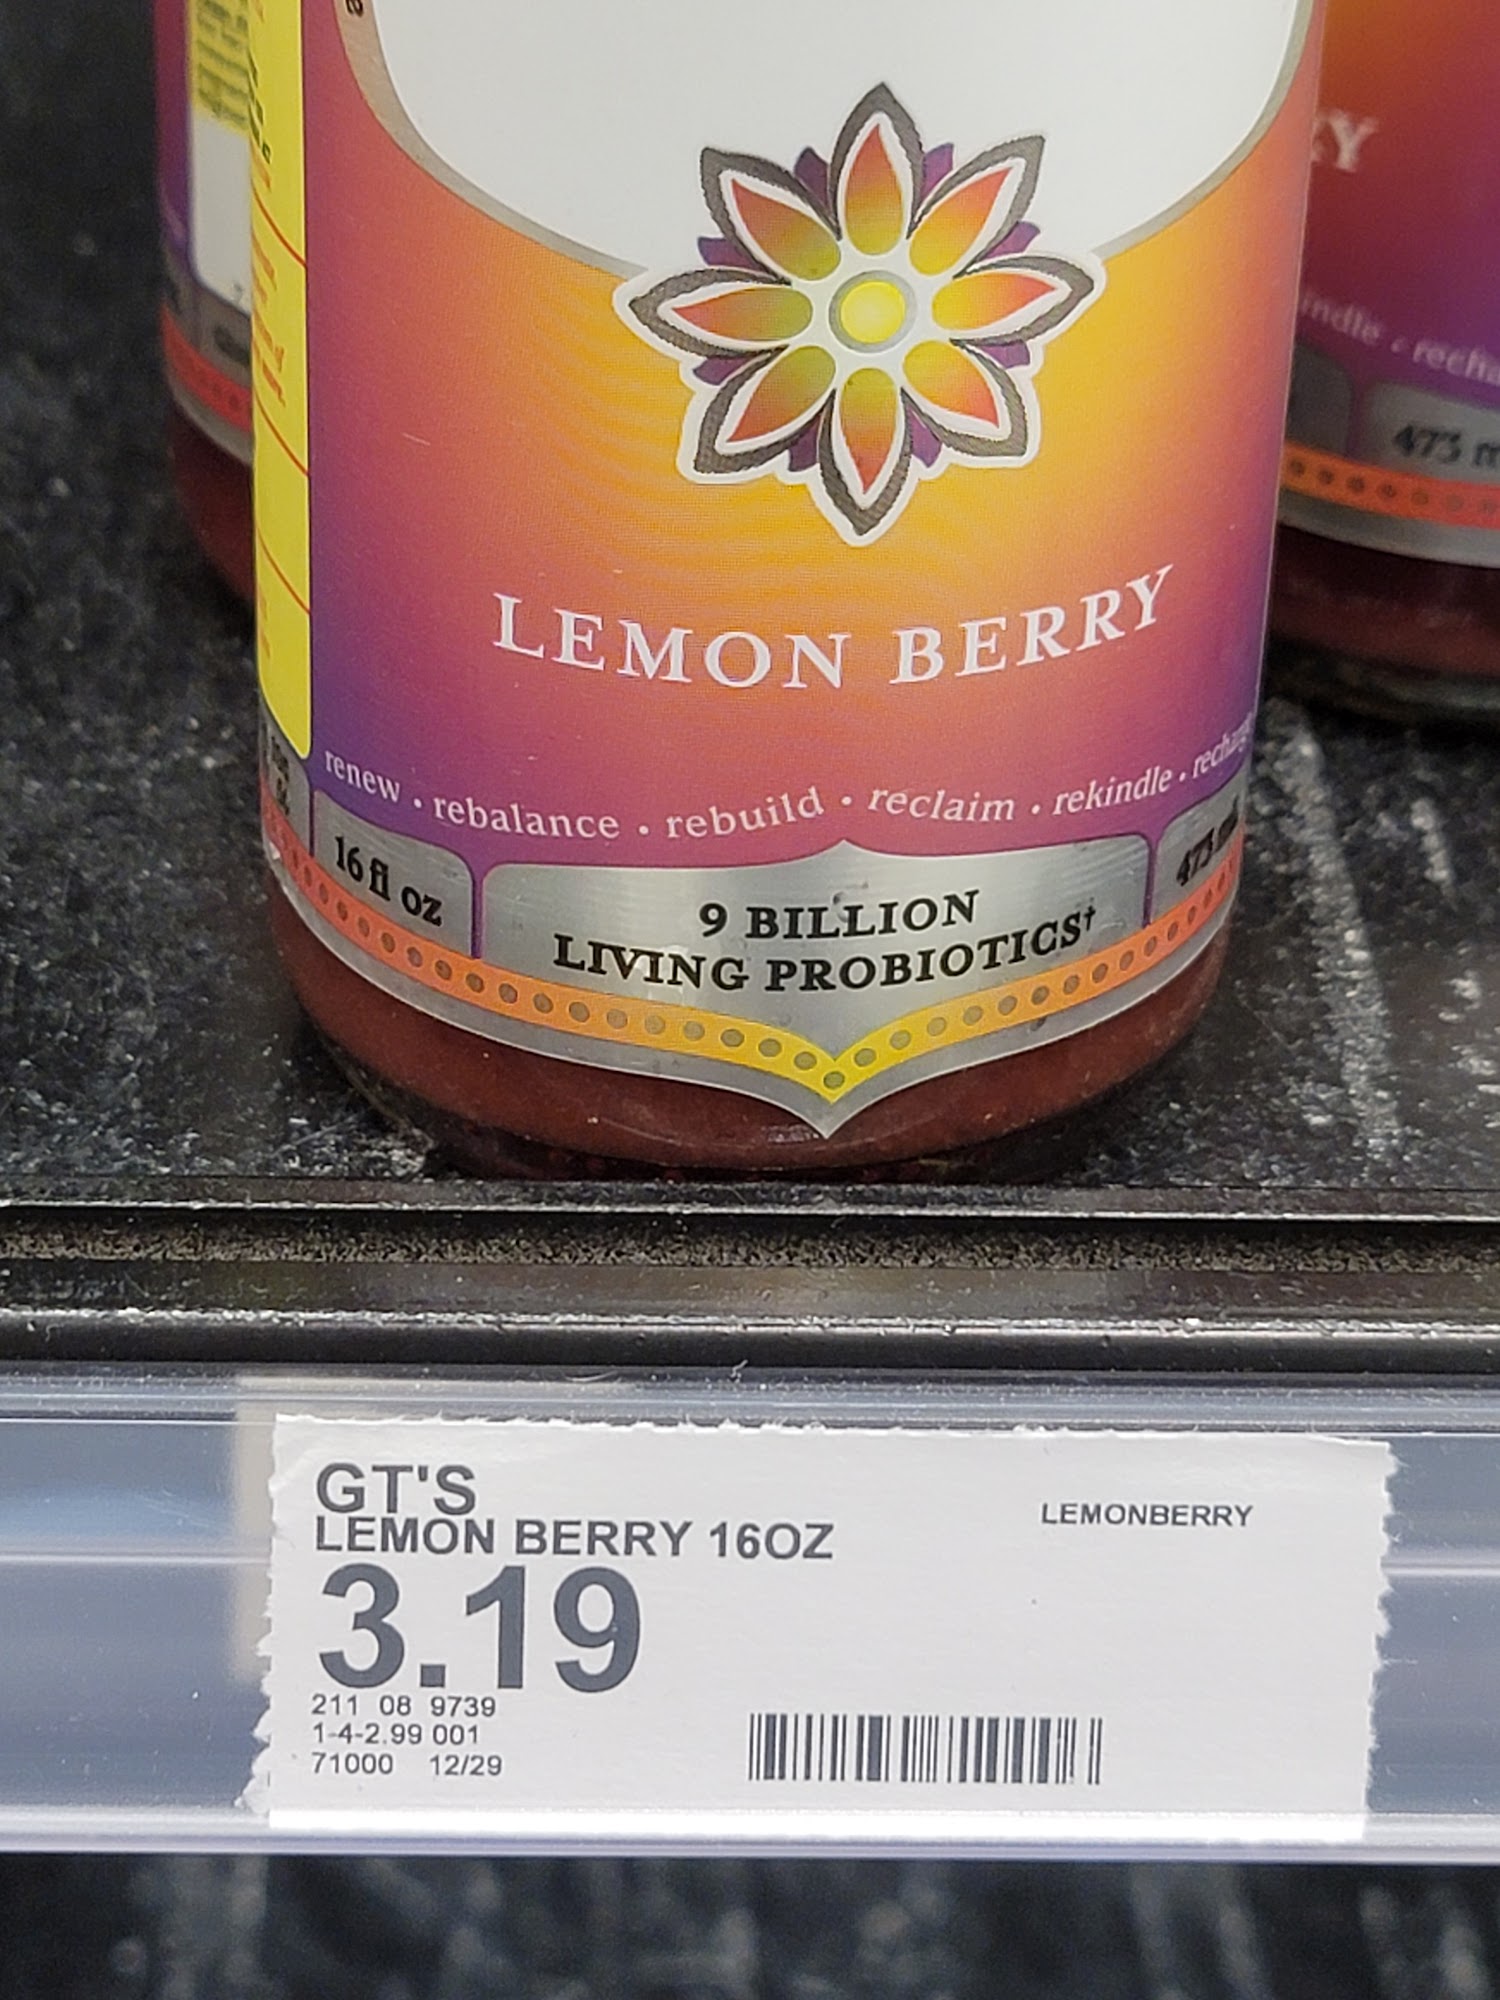 LEMON BERRY
renew • rebalance • rebuild • reclaim • rekindle •
16 fl oz
9 BILLION
LIVING PROBIOTICS†
473
GT'S
LEMON BERRY 16OZ
LEMONBERRY
3.19
211 08 9739
1-4-2.99 001
71000 12/29